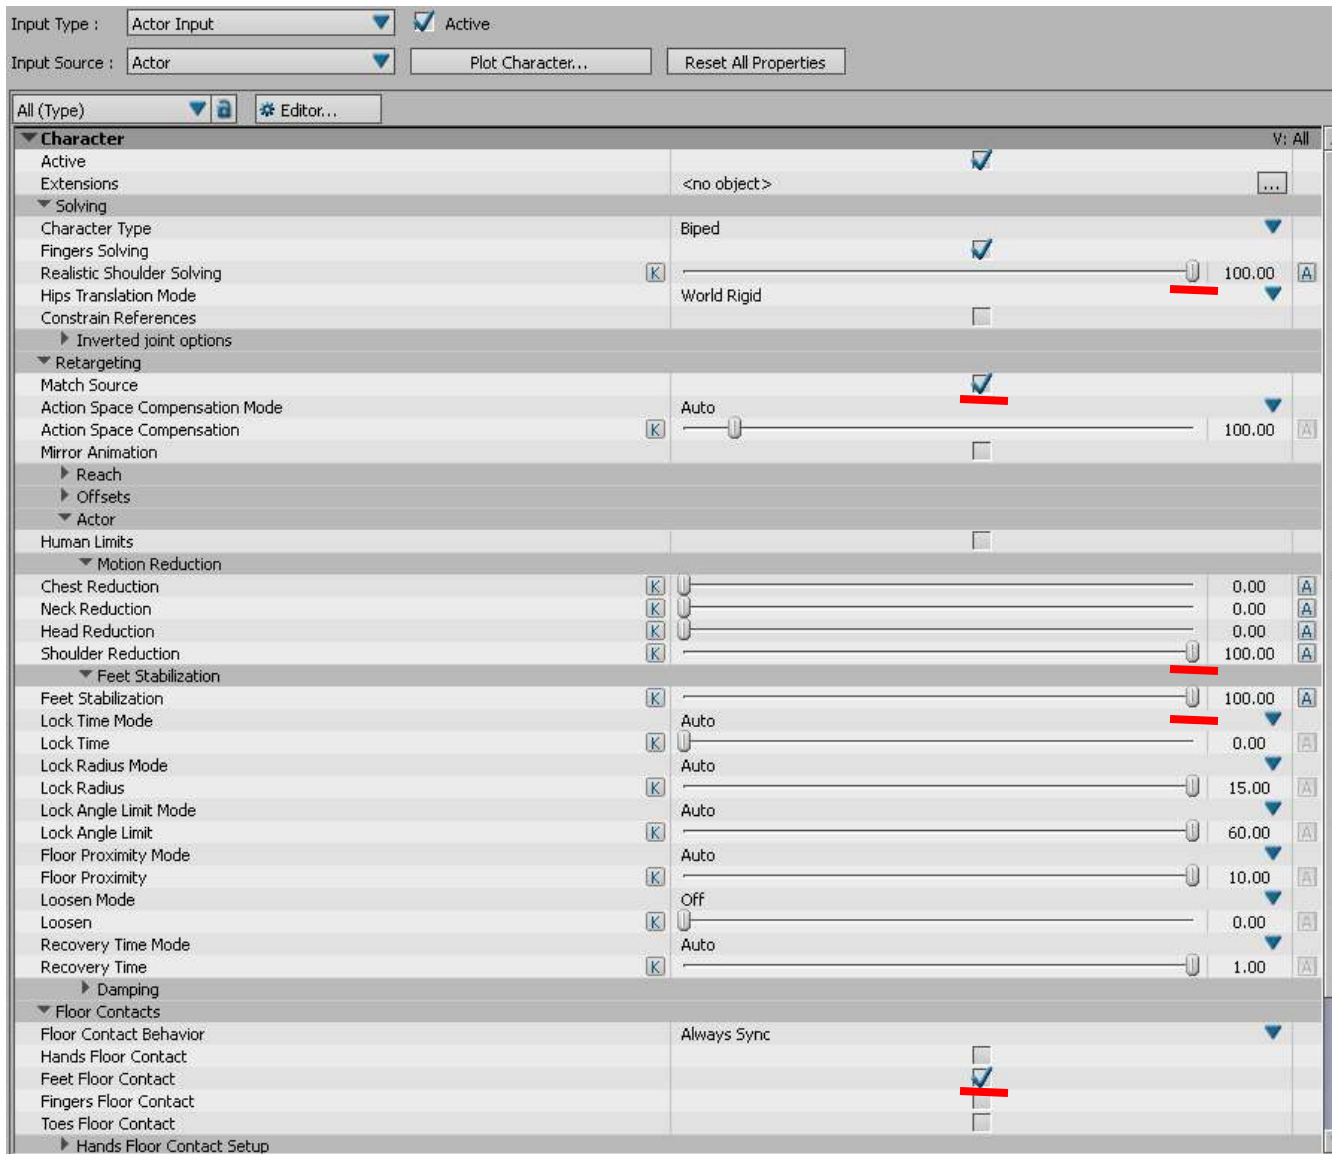 Input Type : Actor Input Active
Input Source : Actor Plot Character... Reset All Properties
All (Type) Editor...
Character V: All
Active
Extensions <no object> ...
Solving
Character Type Biped
Fingers Solving
Realistic Shoulder Solving K 100.00 A
Hips Translation Mode World Rigid
Constrain References
Inverted joint options
Retargeting
Match Source
Action Space Compensation Mode Auto
Action Space Compensation K 100.00 A
Mirror Animation
Reach
Offsets
Actor
Human Limits
Motion Reduction
Chest Reduction K 0.00 A
Neck Reduction K 0.00 A
Head Reduction K 0.00 A
Shoulder Reduction K 100.00 A
Feet Stabilization
Feet Stabilization K 100.00 A
Lock Time Mode Auto
Lock Time K 0.00 A
Lock Radius Mode Auto
Lock Radius K 15.00 A
Lock Angle Limit Mode Auto
Lock Angle Limit K 60.00 A
Floor Proximity Mode Auto
Floor Proximity K 10.00 A
Loosen Mode Off
Loosen K 0.00 A
Recovery Time Mode Auto
Recovery Time K 1.00 A
Damping
Floor Contacts
Floor Contact Behavior Always Sync
Hands Floor Contact
Feet Floor Contact
Fingers Floor Contact
Toes Floor Contact
Hands Floor Contact Setup